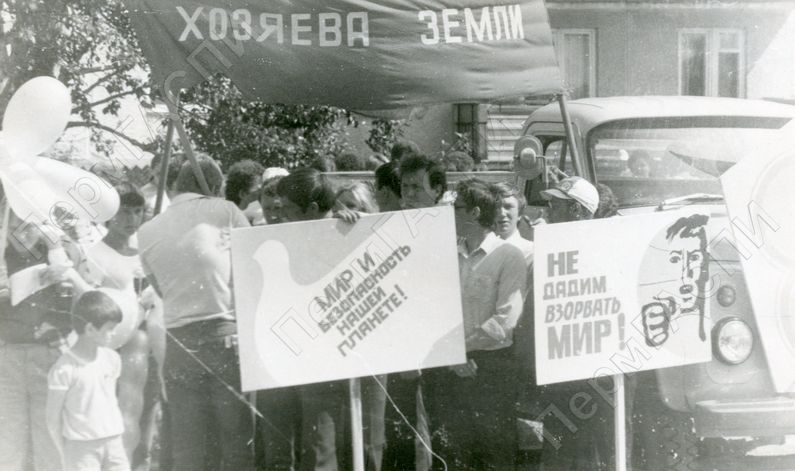 ХОЗЯЕВА ЗЕМЛИ
МИР И
БЕЗОПАСНОСТЬ
НАШЕЙ
ПЛАНЕТЕ!
НЕ
ДАДИМ
ВЗОРВАТЬ
МИР!